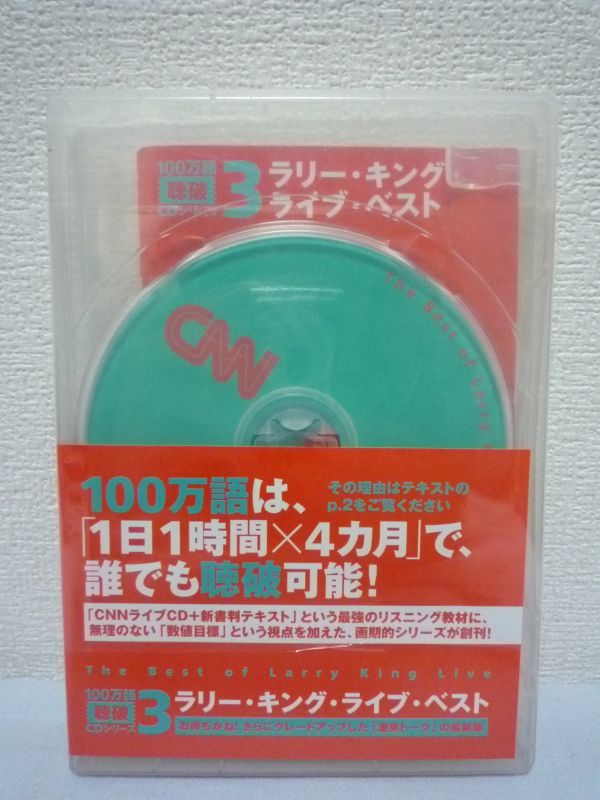 100万語
聴破
CDシリーズ
3
ラリー・キング
ライブ・ベスト
CNN
The Best of Larry
100万語は、
その理由はテキストの
p.2をご覧ください
「1日1時間×4カ月」で、
誰でも聴破可能!
「CNNライブCD+新書判テキスト」という最強のリスニング教材に、
無理のない「数値目標」という視点を加えた、画期的シリーズが創刊!
The Best of Larry King Live
100万語
聴破
CDシリーズ
3
ラリー・キング・ライブ・ベスト
お待ちかね!さらにグレードアップした「激突トーク」の最新版